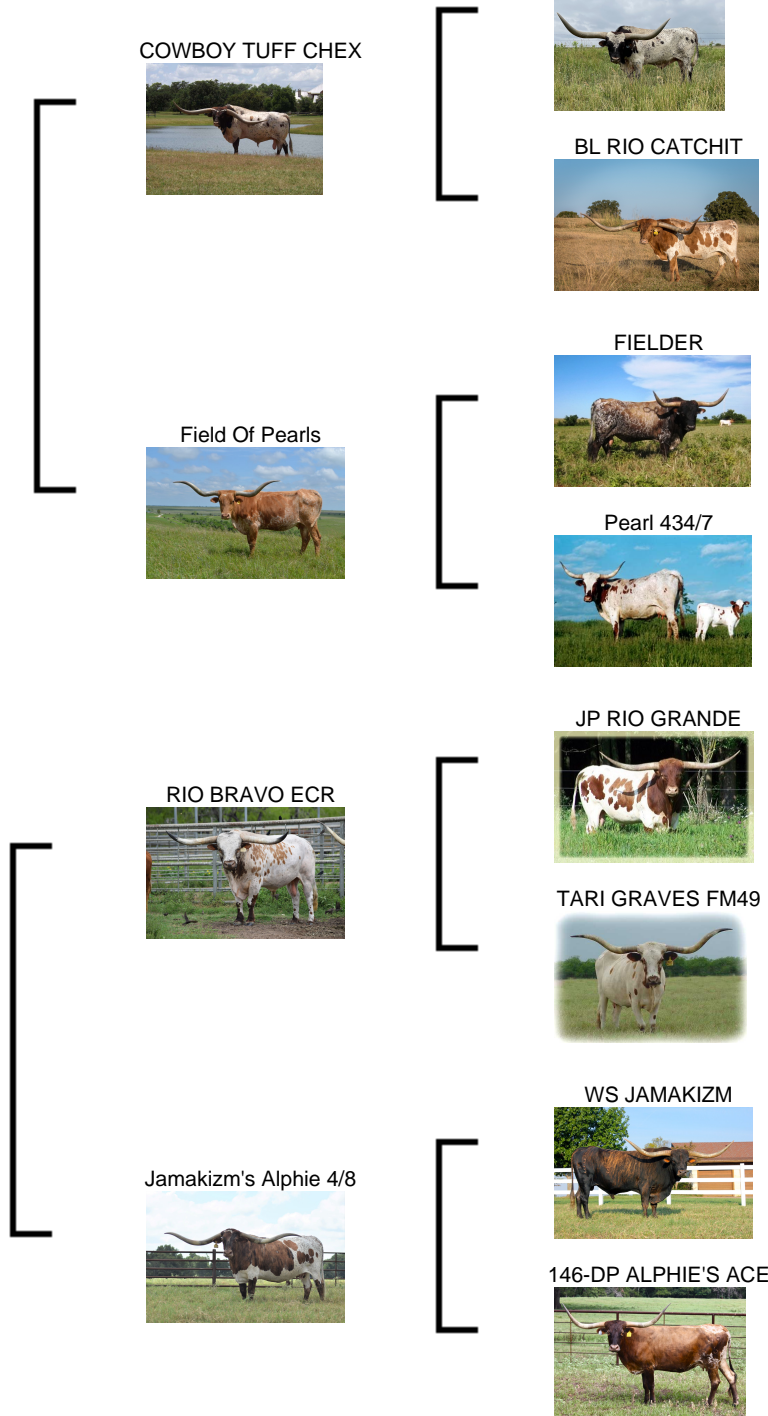 COWBOY TUFF CHEX
BL RIO CATCHIT
FIELDER
Field Of Pearls
Pearl 434/7
JP RIO GRANDE
RIO BRAVO ECR
TARI GRAVES FM49
WS JAMAKIZM
Jamakizm's Alphie 4/8
146-DP ALPHIE'S ACE